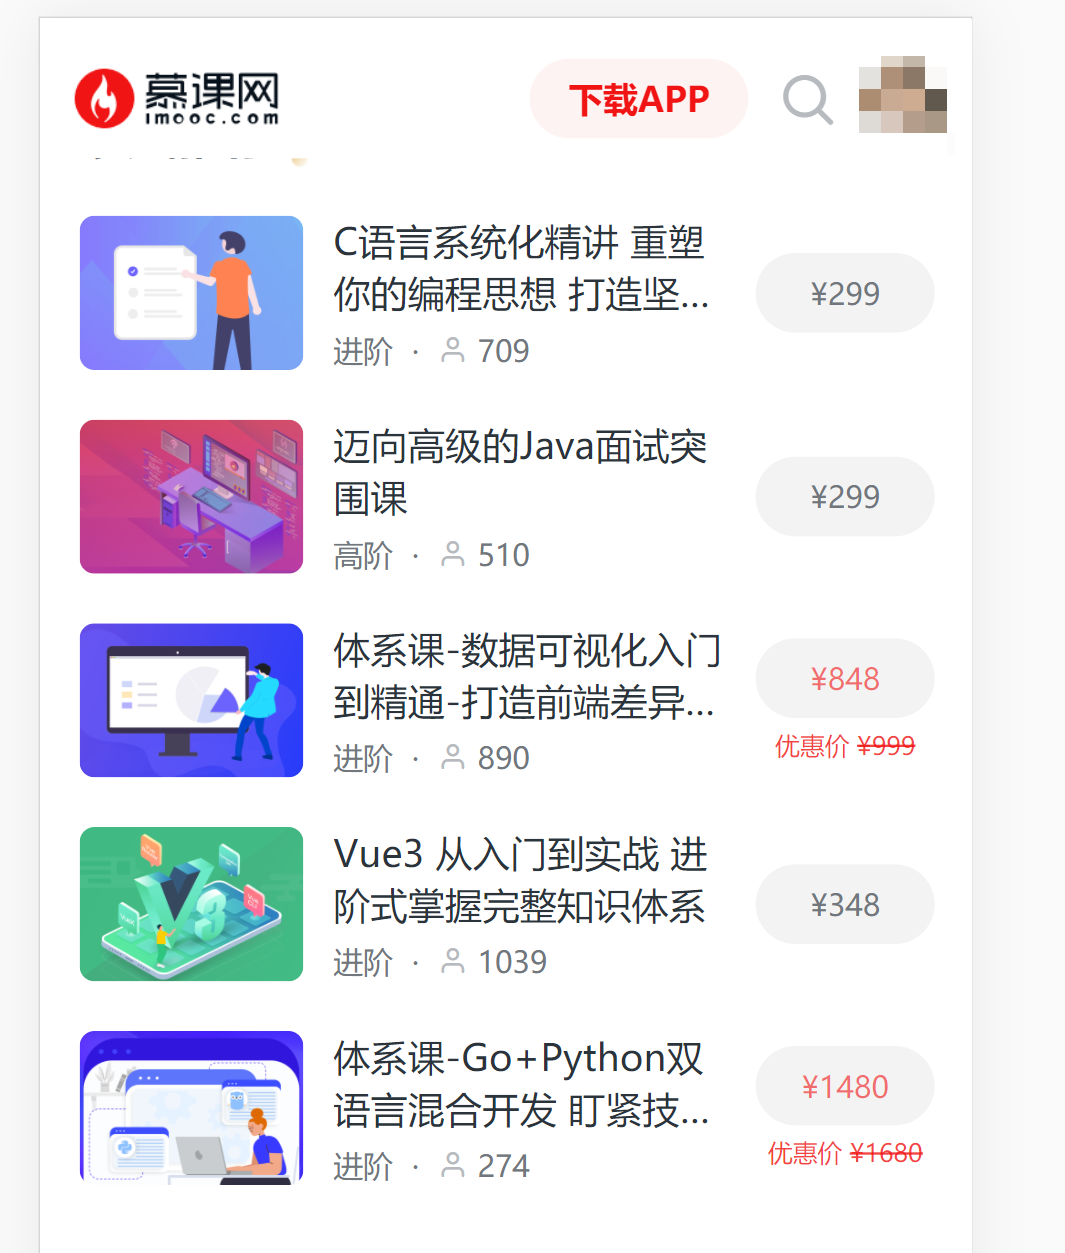 慕课网
imooc.com
下载APP
C语言系统化精讲 重塑
你的编程思想 打造坚...
进阶 · 709
¥299
迈向高级的Java面试突
围课
高阶 · 510
¥299
体系课-数据可视化入门
到精通-打造前端差异...
进阶 · 890
¥848
优惠价 ¥999
Vue3 从入门到实战 进
阶式掌握完整知识体系
进阶 · 1039
¥348
体系课-Go+Python双
语言混合开发 盯紧技...
进阶 · 274
¥1480
优惠价 ¥1680